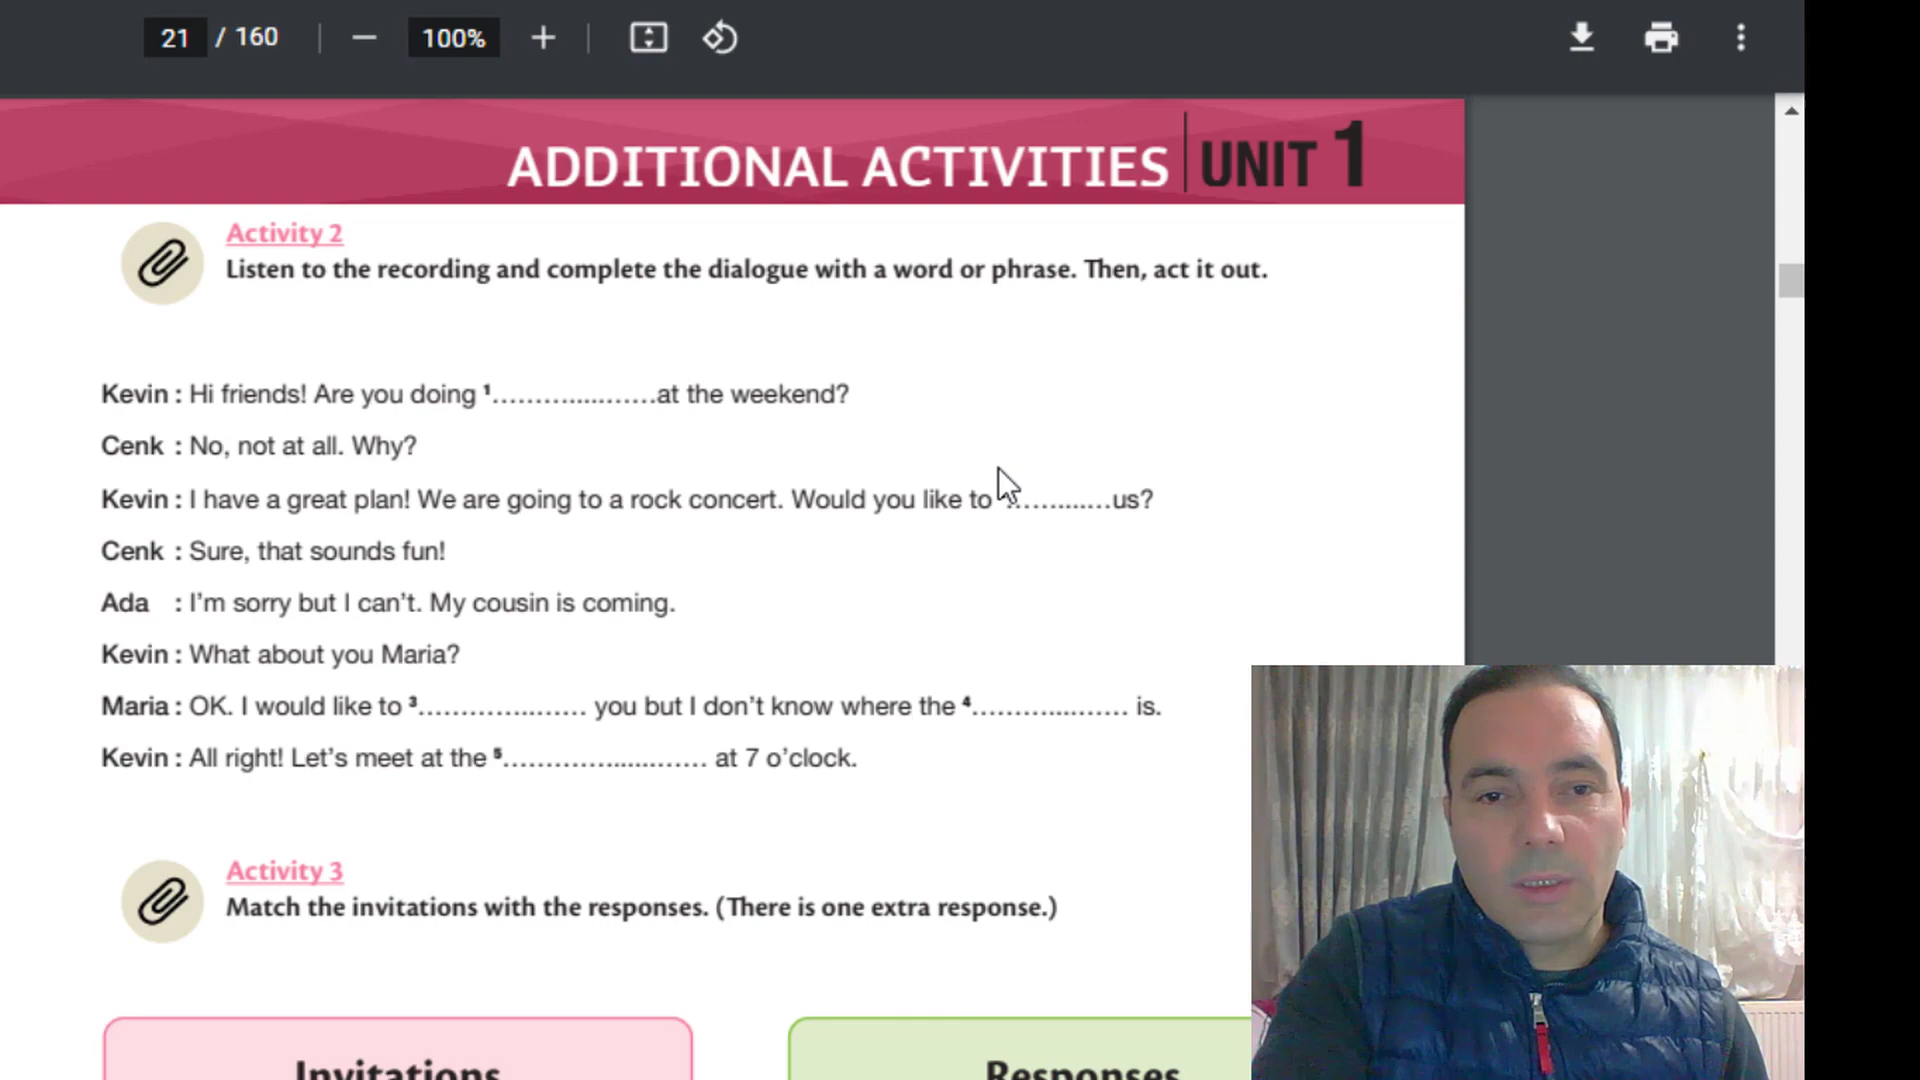 21 / 160 100%
ADDITIONAL ACTIVITIES UNIT 1
Activity 2
Listen to the recording and complete the dialogue with a word or phrase. Then, act it out.
Kevin : Hi friends! Are you doing ¹......................at the weekend?
Cenk : No, not at all. Why?
Kevin : I have a great plan! We are going to a rock concert. Would you like to ...............us?
Cenk : Sure, that sounds fun!
Ada : I'm sorry but I can't. My cousin is coming.
Kevin : What about you Maria?
Maria : OK. I would like to ³...................... you but I don't know where the ⁴...................... is.
Kevin : All right! Let's meet at the ⁵........................... at 7 o'clock.
Activity 3
Match the invitations with the responses. (There is one extra response.)
Invitations
Responses